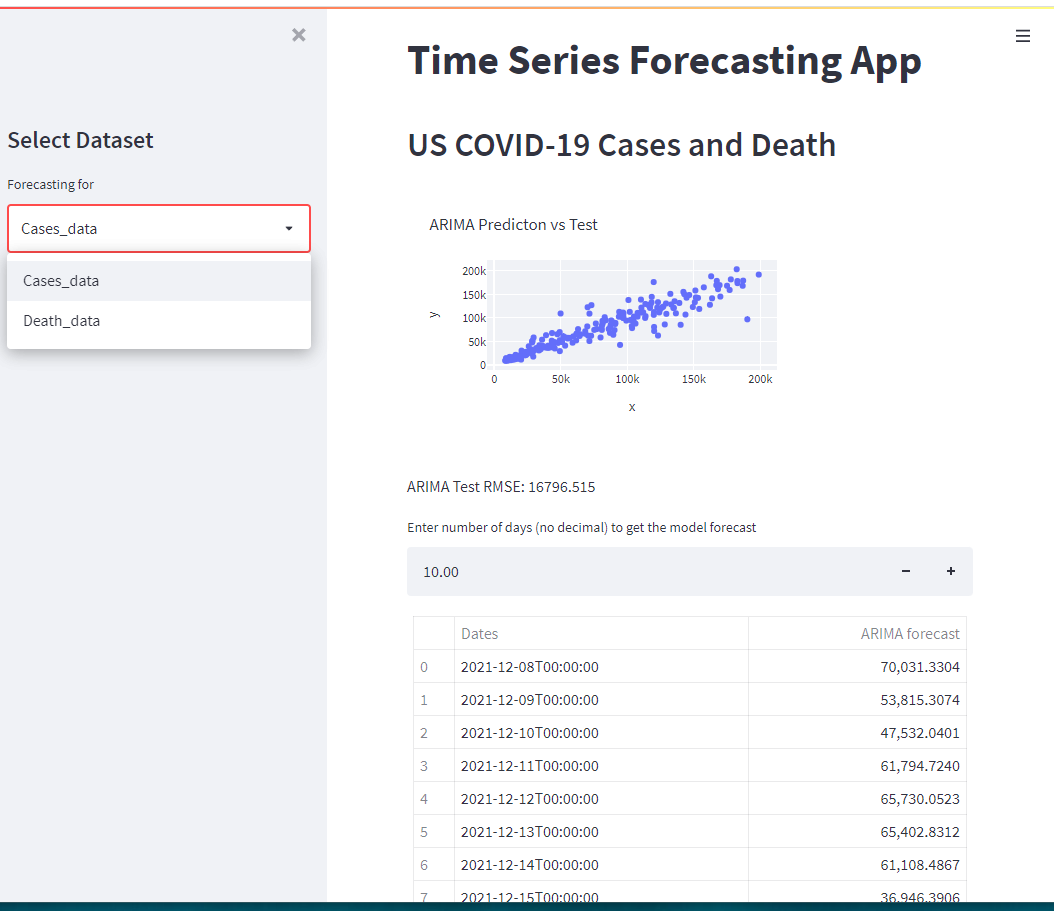 Time Series Forecasting App
Select Dataset
US COVID-19 Cases and Death
Forecasting for
Cases_data
Cases_data
Death_data
ARIMA Predicton vs Test
200k
150k
100k
50k
0
y
0 50k 100k 150k 200k
x
ARIMA Test RMSE: 16796.515
Enter number of days (no decimal) to get the model forecast
10.00 − +
Dates ARIMA forecast
0 2021-12-08T00:00:00 70,031.3304
1 2021-12-09T00:00:00 53,815.3074
2 2021-12-10T00:00:00 47,532.0401
3 2021-12-11T00:00:00 61,794.7240
4 2021-12-12T00:00:00 65,730.0523
5 2021-12-13T00:00:00 65,402.8312
6 2021-12-14T00:00:00 61,108.4867
7 2021-12-15T00:00:00 36,946.3906